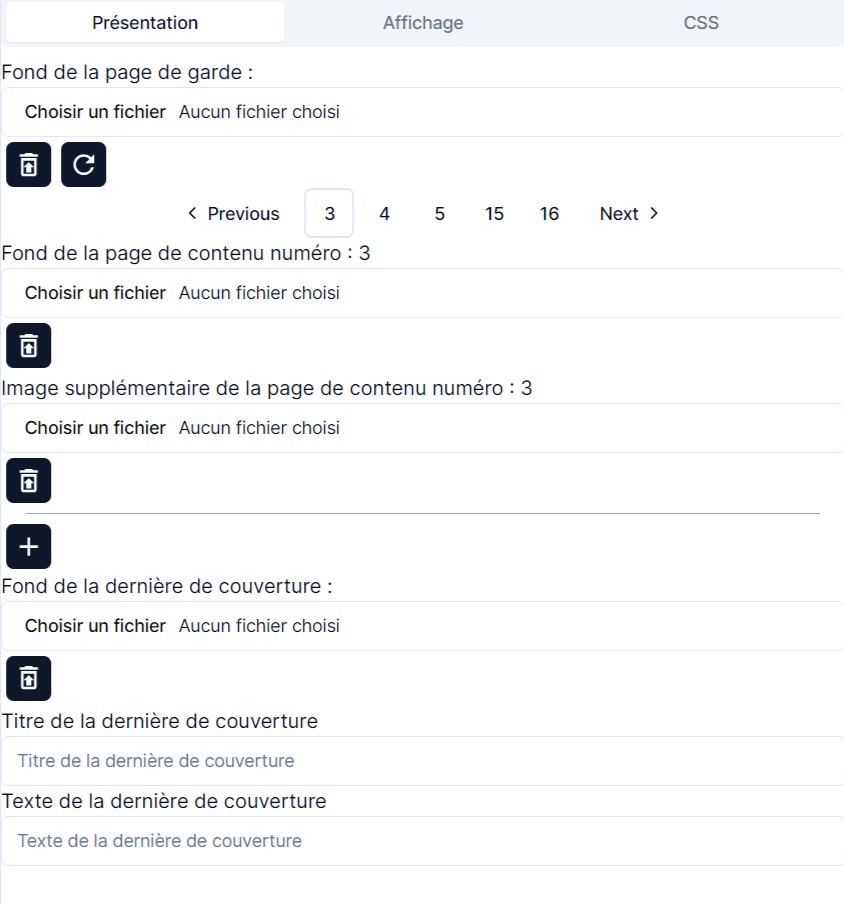 Présentation Affichage CSS
Fond de la page de garde :
Choisir un fichier Aucun fichier choisi
Previous 3 4 5 15 16 Next
Fond de la page de contenu numéro : 3
Choisir un fichier Aucun fichier choisi
Image supplémentaire de la page de contenu numéro : 3
Choisir un fichier Aucun fichier choisi
Fond de la dernière de couverture :
Choisir un fichier Aucun fichier choisi
Titre de la dernière de couverture
Titre de la dernière de couverture
Texte de la dernière de couverture
Texte de la dernière de couverture